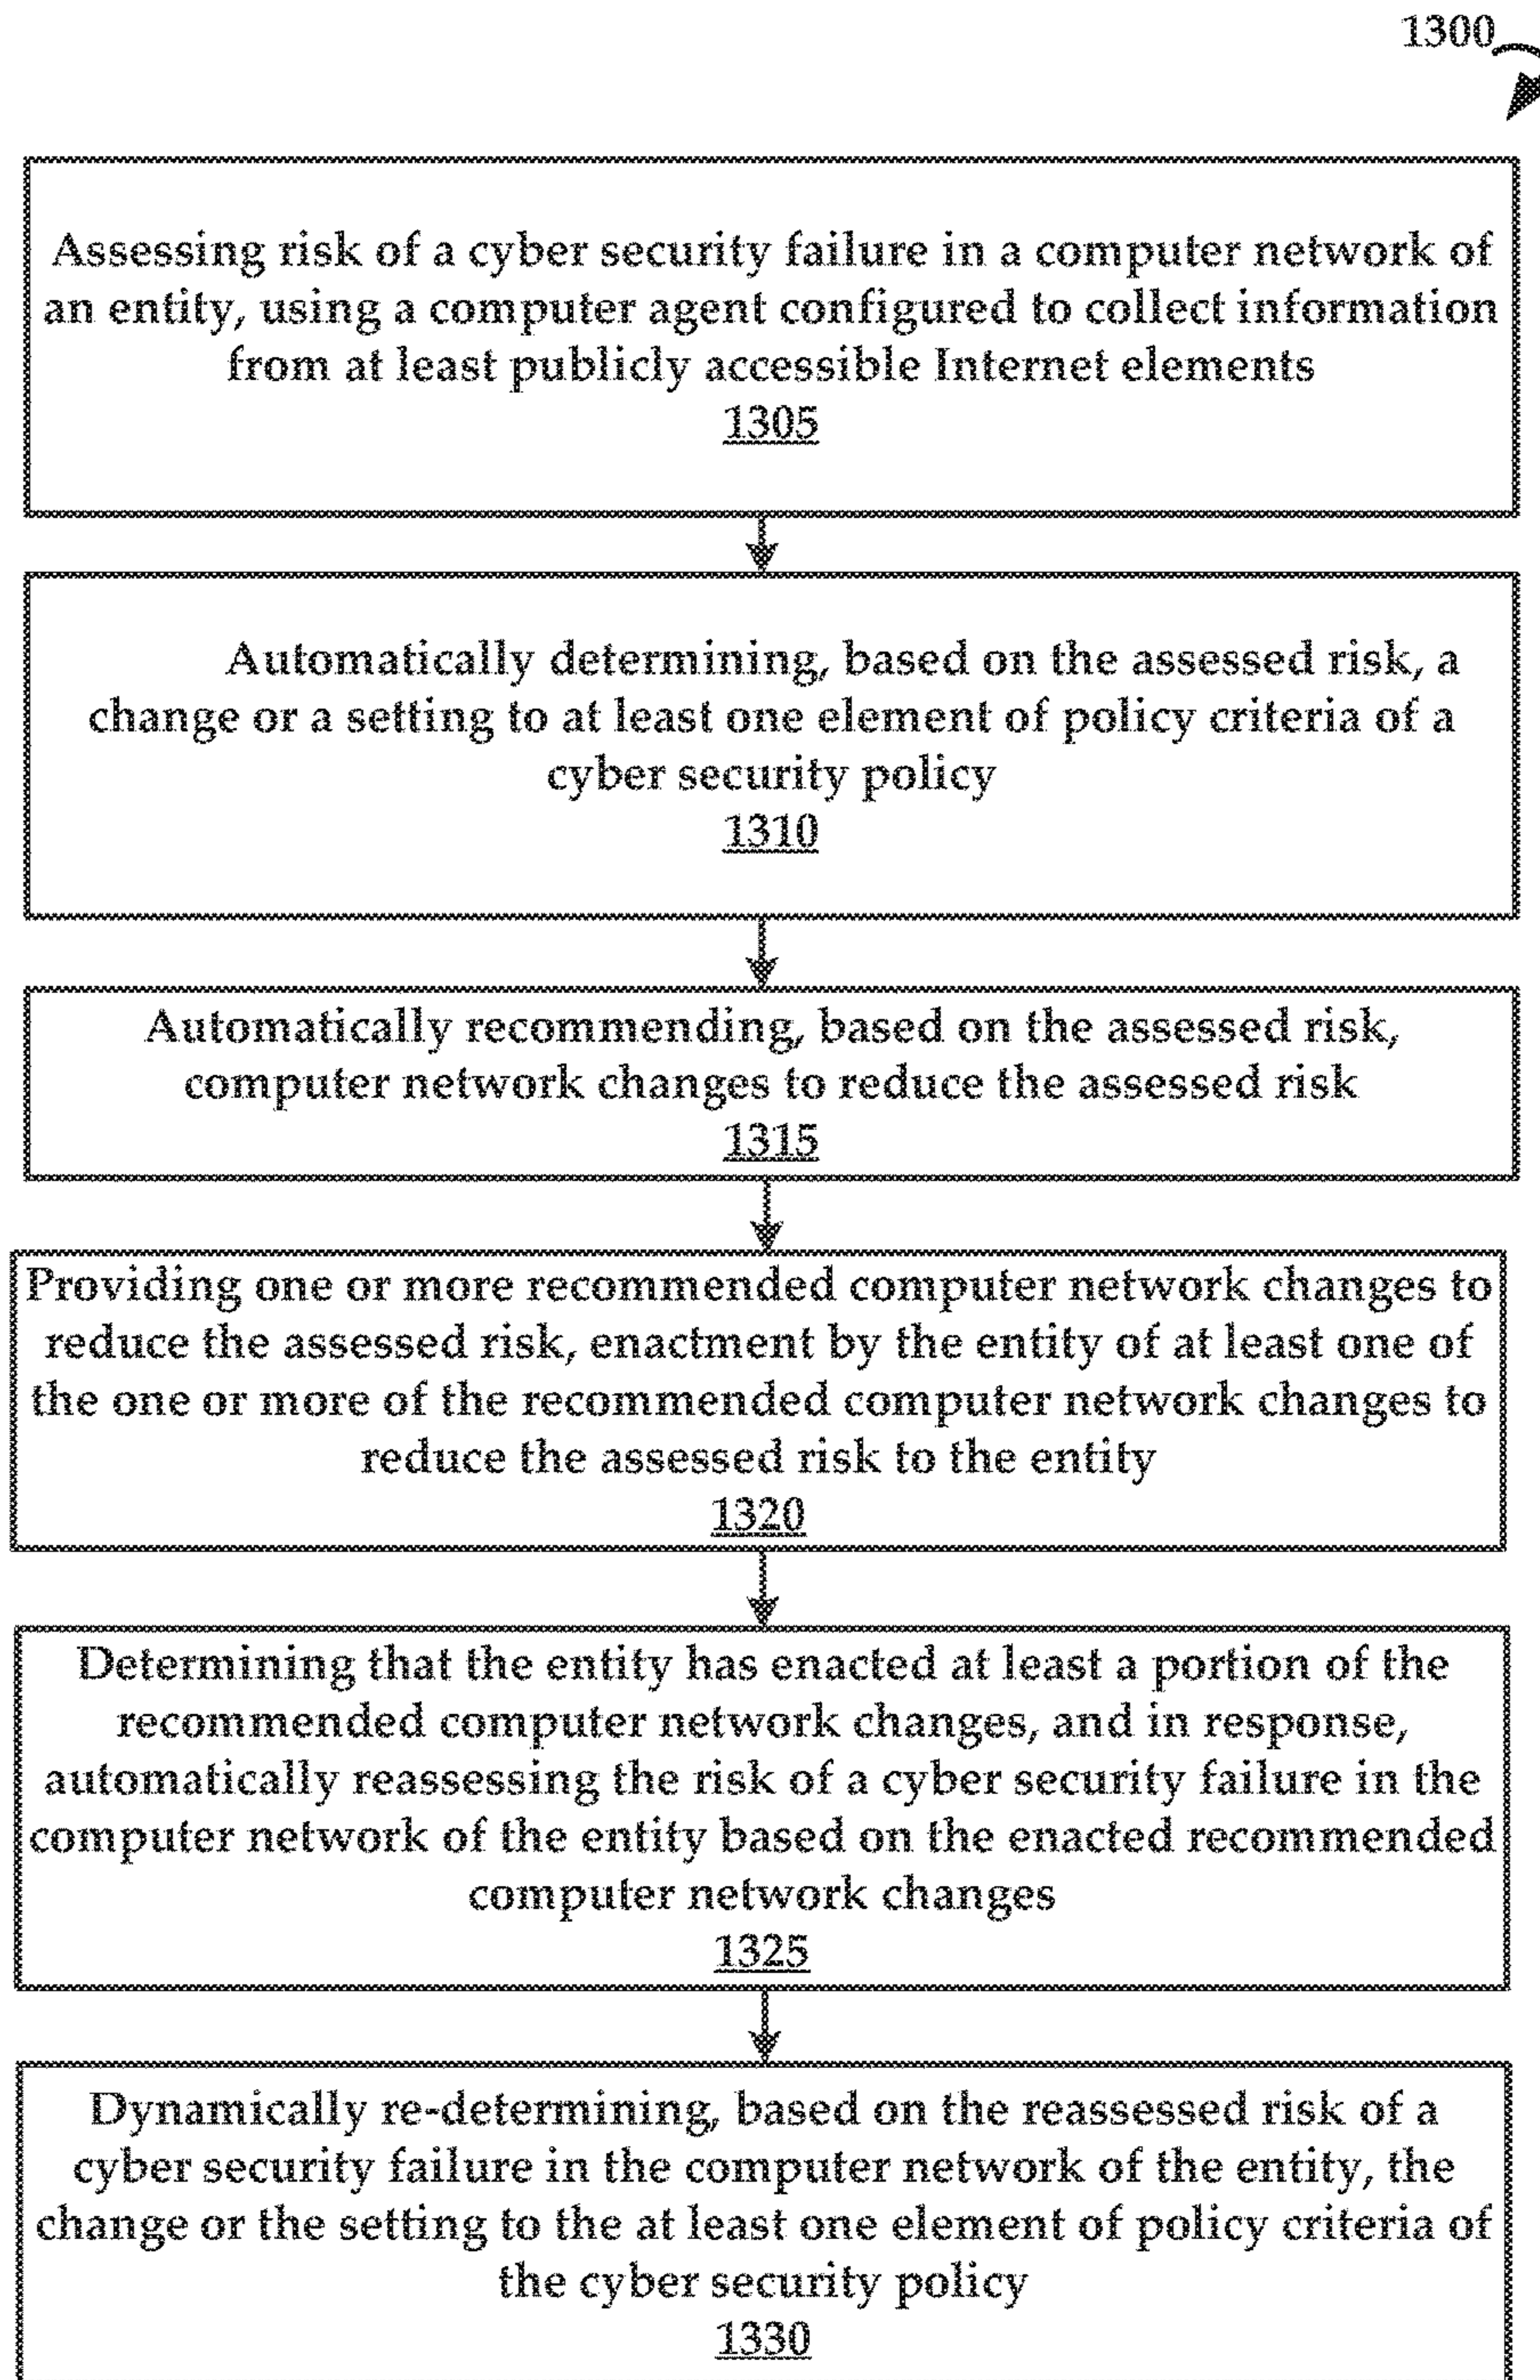 1300
Assessing risk of a cyber security failure in a computer network of
an entity, using a computer agent configured to collect information
from at least publicly accessible Internet elements
1305
Automatically determining, based on the assessed risk, a
change or a setting to at least one element of policy criteria of a
cyber security policy
1310
Automatically recommending, based on the assessed risk,
computer network changes to reduce the assessed risk
1315
Providing one or more recommended computer network changes to
reduce the assessed risk, enactment by the entity of at least one of
the one or more of the recommended computer network changes to
reduce the assessed risk to the entity
1320
Determining that the entity has enacted at least a portion of the
recommended computer network changes, and in response,
automatically reassessing the risk of a cyber security failure in the
computer network of the entity based on the enacted recommended
computer network changes
1325
Dynamically re-determining, based on the reassessed risk of a
cyber security failure in the computer network of the entity, the
change or the setting to the at least one element of policy criteria of
the cyber security policy
1330